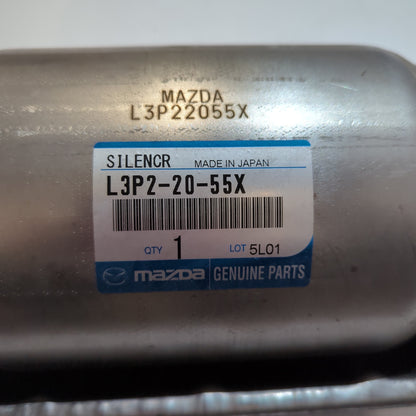 MAZDA
L3P22055X
SILENCR MADE IN JAPAN
L3P2-20-55X
QTY 1 LOT 5L01
mazda GENUINE PARTS